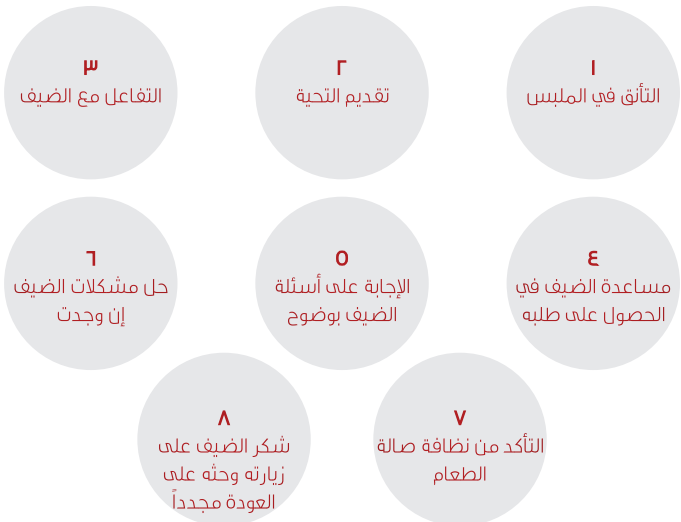 ١
التأنق في الملبس
٢
تقديم التحية
٣
التفاعل مع الضيف
٤
مساعدة الضيف في
الحصول على طلبه
٥
الإجابة على أسئلة
الضيف بوضوح
٦
حل مشكلات الضيف
إن وجدت
٧
التأكد من نظافة صالة
الطعام
٨
شكر الضيف على
زيارته وحثه على
العودة مجدداً